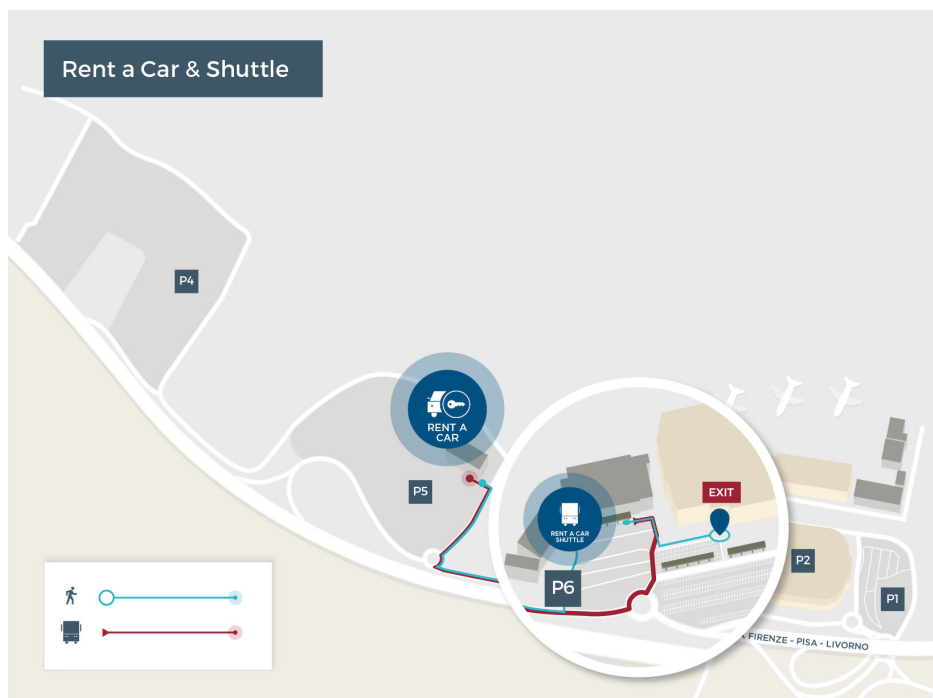 Rent a Car & Shuttle
P4
RENT A
CAR
P5
EXIT
RENT A CAR
SHUTTLE
P6
P2
P1
FIRENZE - PISA - LIVORNO